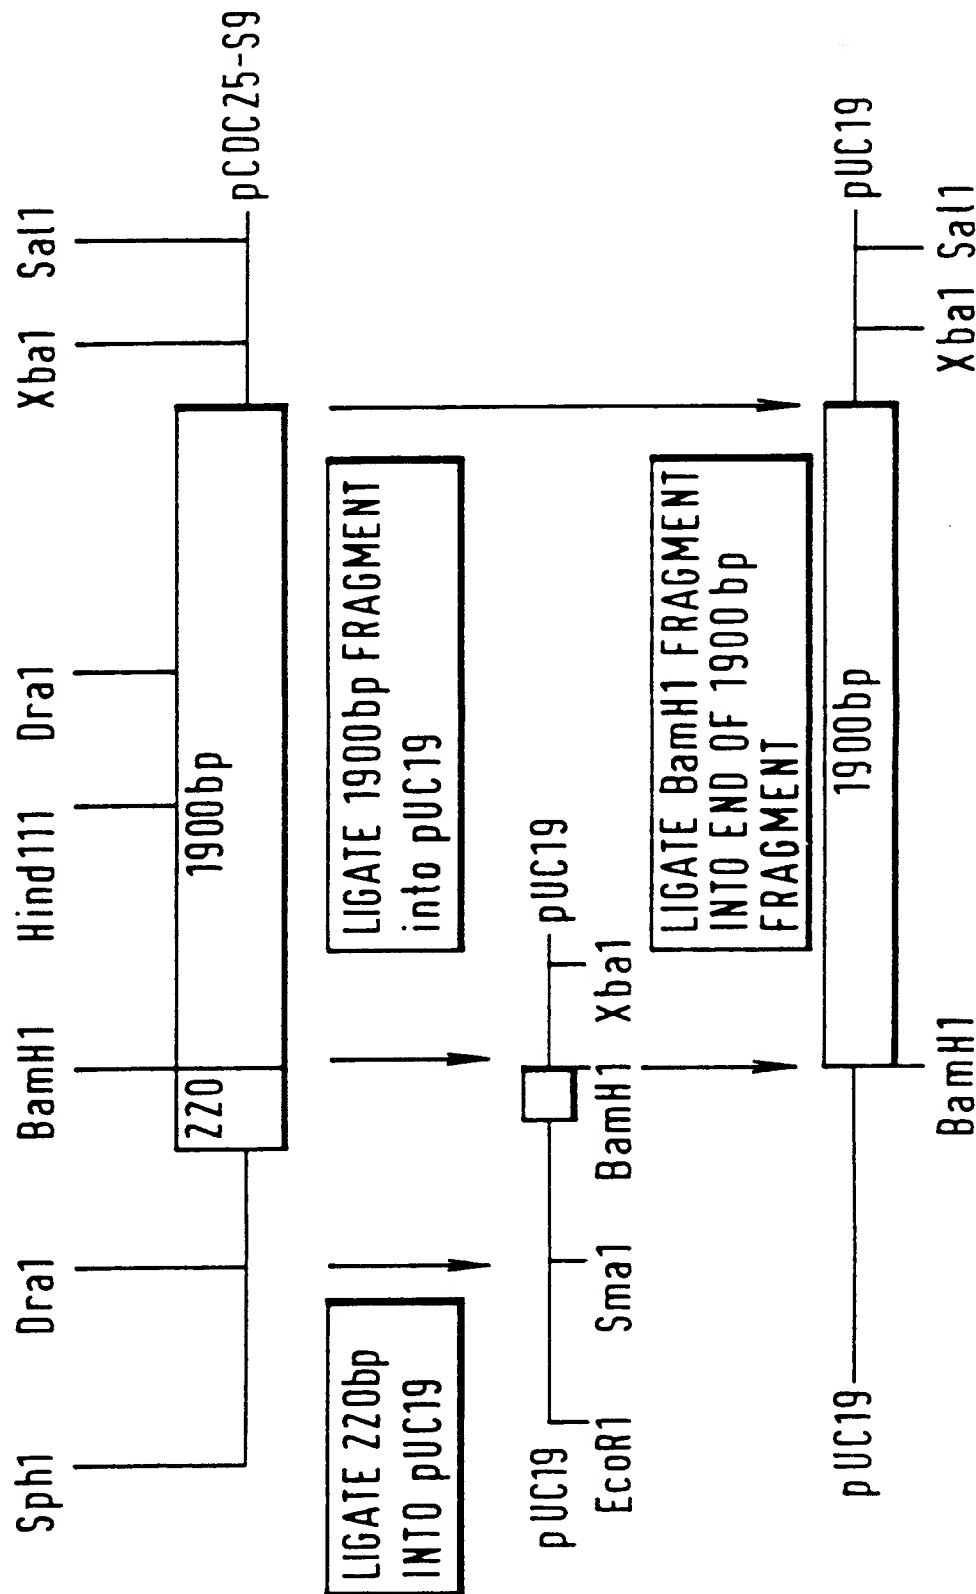 Sph1
Dra1
BamH1
Hind111
Dra1
Xba1
Sal1
220
1900bp
pCDC25-S9
LIGATE 220bp
INTO pUC19
LIGATE 1900bp FRAGMENT
into pUC19
pUC19
EcoR1
Sma1
BamH1
Xba1
pUC19
LIGATE BamH1 FRAGMENT
INTO END OF 1900bp
FRAGMENT
pUC19
1900bp
pUC19
BamH1
Xba1
Sal1